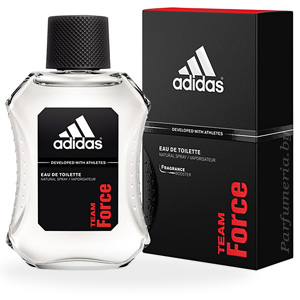 adidas
DEVELOPED WITH ATHLETES
EAU DE TOILETTE
NATURAL SPRAY / VAPORISATEUR
TEAM
Force
adidas
DEVELOPED WITH ATHLETES
EAU DE TOILETTE
NATURAL SPRAY / VAPORISATEUR
FRAGRANCE
BOOSTER
TEAM
Force
Parfumeria.by